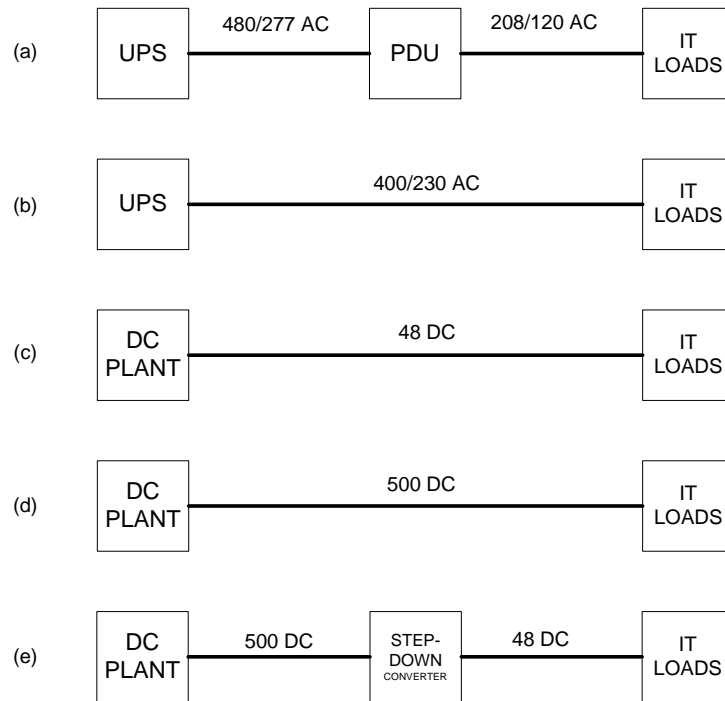 (a)
UPS
480/277 AC
PDU
208/120 AC
IT
LOADS
(b)
UPS
400/230 AC
IT
LOADS
(c)
DC
PLANT
48 DC
IT
LOADS
(d)
DC
PLANT
500 DC
IT
LOADS
(e)
DC
PLANT
500 DC
STEP-
DOWN
CONVERTER
48 DC
IT
LOADS